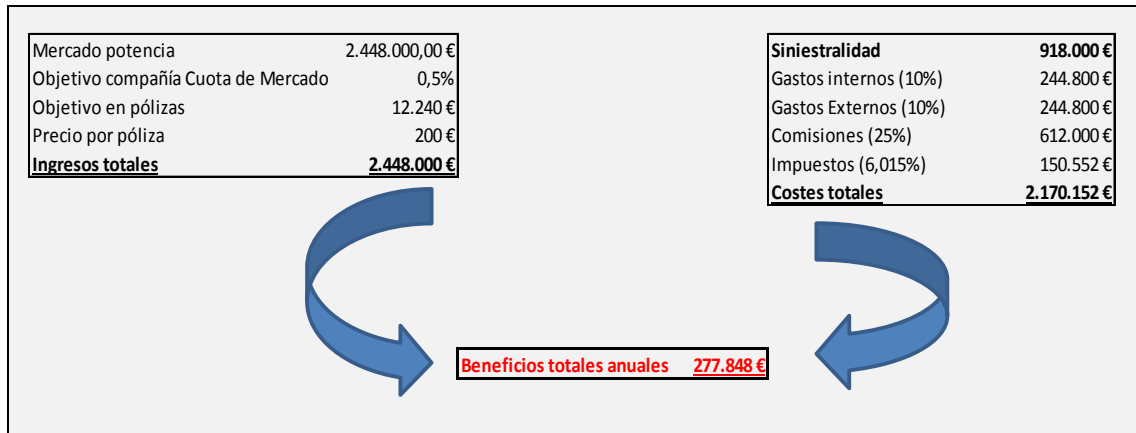 Mercado potencia 2.448.000,00 €
Objetivo compañía Cuota de Mercado 0,5%
Objetivo en pólizas 12.240 €
Precio por póliza 200 €
Ingresos totales 2.448.000 €
Siniestralidad 918.000 €
Gastos internos (10%) 244.800 €
Gastos Externos (10%) 244.800 €
Comisiones (25%) 612.000 €
Impuestos (6,015%) 150.552 €
Costes totales 2.170.152 €
Beneficios totales anuales 277.848 €